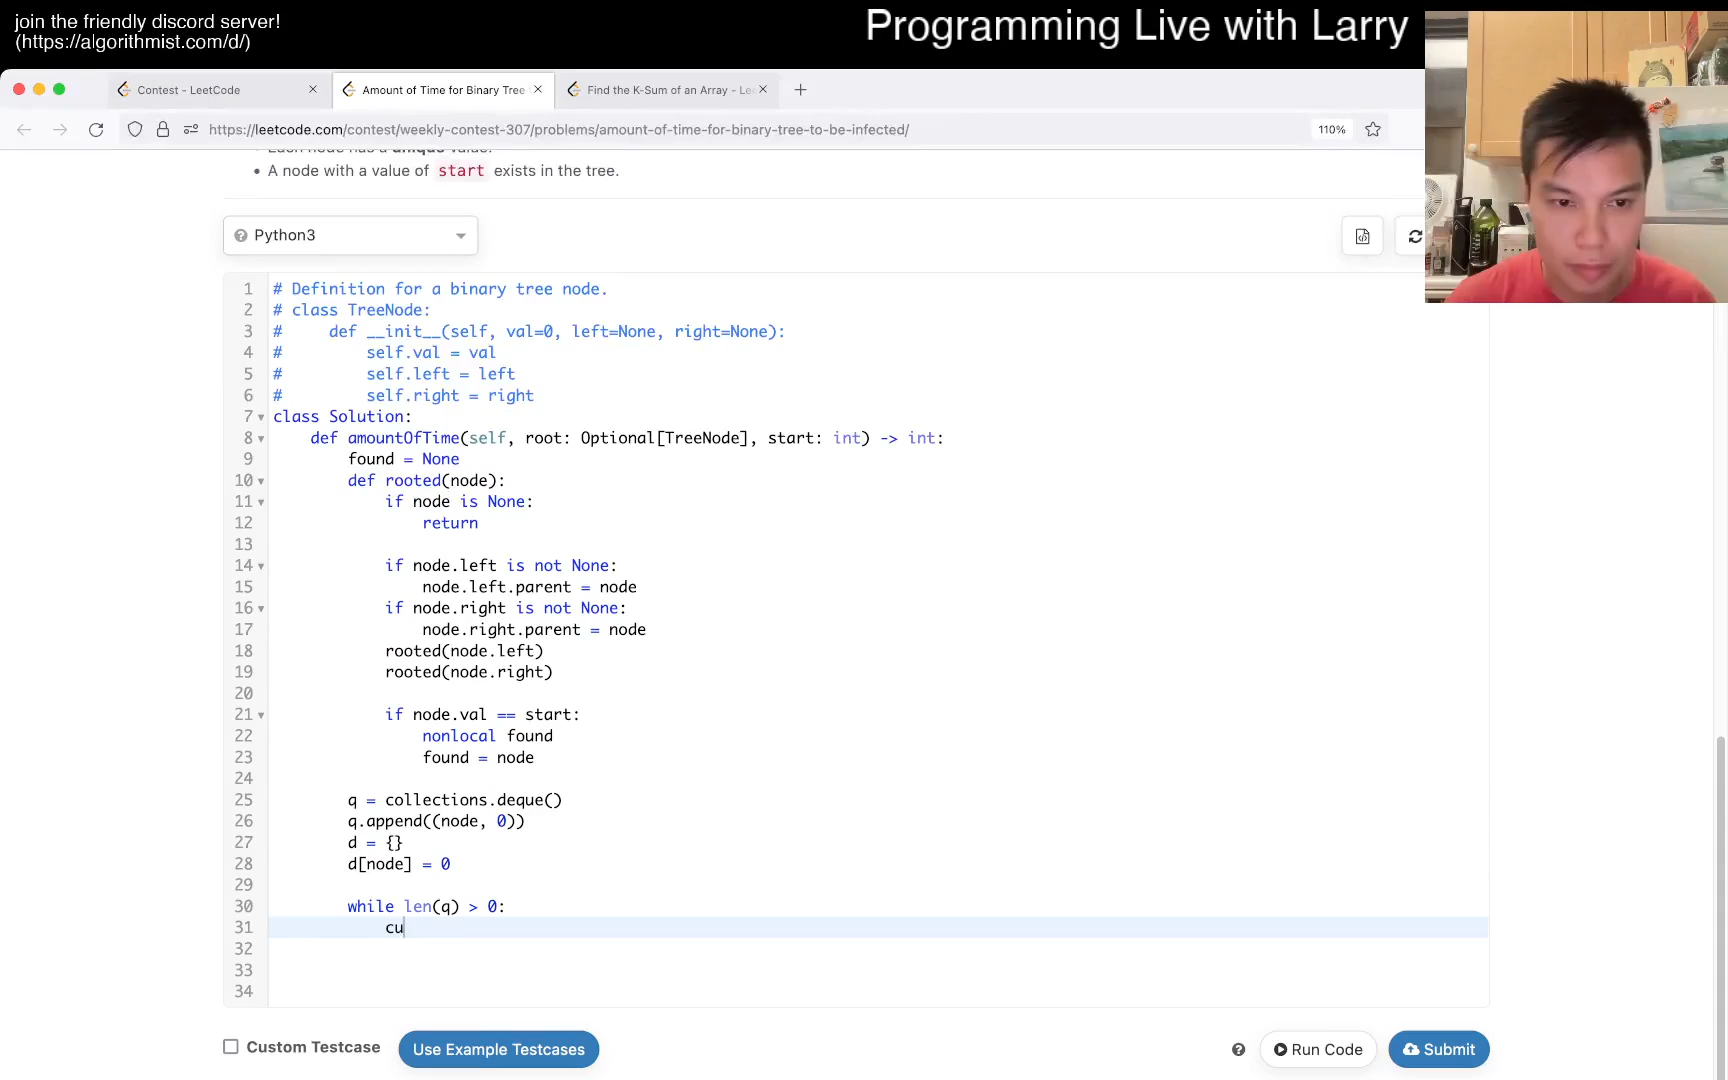 join the friendly discord server!
(https://algorithmist.com/d/)
Programming Live with Larry
Contest - LeetCode
Amount of Time for Binary Tree
Find the K-Sum of an Array - Le
https://leetcode.com/contest/weekly-contest-307/problems/amount-of-time-for-binary-tree-to-be-infected/
110%
Each node has a unique value.
• A node with a value of start exists in the tree.
Python3
1 # Definition for a binary tree node.
2 # class TreeNode:
3 #     def __init__(self, val=0, left=None, right=None):
4 #         self.val = val
5 #         self.left = left
6 #         self.right = right
7 class Solution:
8     def amountOfTime(self, root: Optional[TreeNode], start: int) -> int:
9         found = None
10         def rooted(node):
11             if node is None:
12                 return
13
14             if node.left is not None:
15                 node.left.parent = node
16             if node.right is not None:
17                 node.right.parent = node
18             rooted(node.left)
19             rooted(node.right)
20
21             if node.val == start:
22                 nonlocal found
23                 found = node
24
25         q = collections.deque()
26         q.append((node, 0))
27         d = {}
28         d[node] = 0
29
30         while len(q) > 0:
31             cu
32
33
34
Custom Testcase
Use Example Testcases
Run Code
Submit